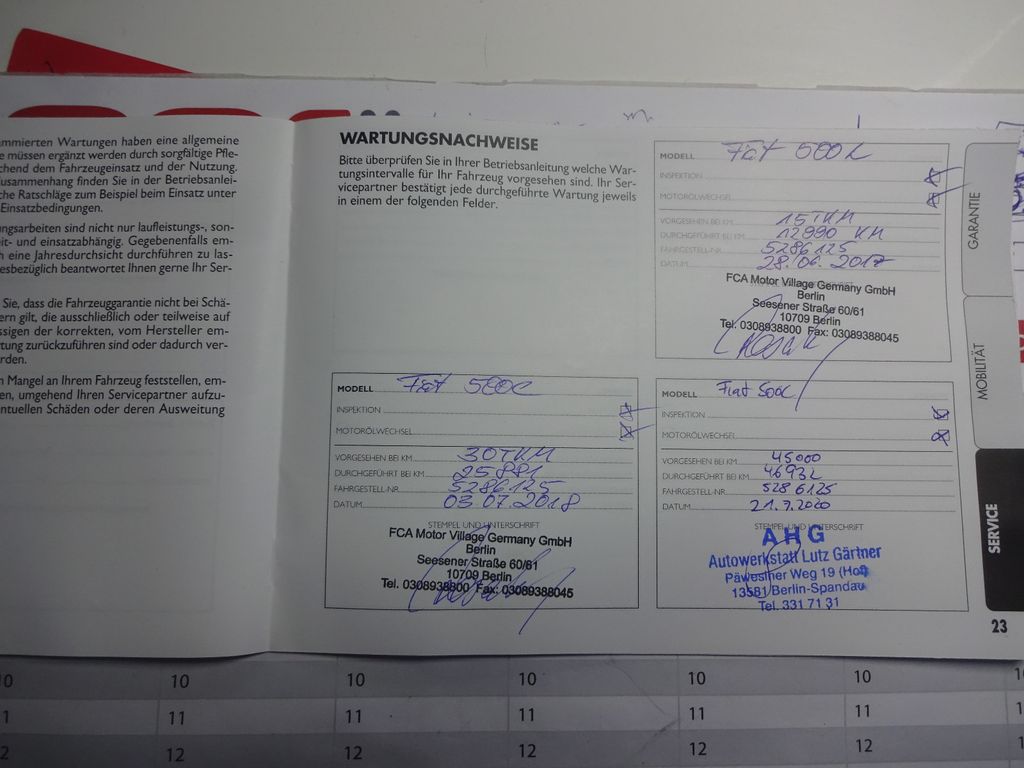 ammierten Wartungen haben eine allgemeine
e müssen ergänzt werden durch sorgfältige Pfle-
chend dem Fahrzeugeinsatz und der Nutzung.
usammenhang finden Sie in der Betriebsanlei-
che Ratschläge zum Beispiel beim Einsatz unter
Einsatzbedingungen.
ngsarbeiten sind nicht nur laufleistungs-, son-
eit- und einsatzabhängig. Gegebenenfalls em-
h eine Jahresdurchsicht durchführen zu las-
esbezüglich beantwortet Ihnen gerne Ihr Ser-
Sie, dass die Fahrzeuggarantie nicht bei Schä-
ern gilt, die ausschließlich oder teilweise auf
ssigen der korrekten, vom Hersteller em-
tung zurückzuführen sind oder dadurch ver-
rden.
n Mangel an Ihrem Fahrzeug feststellen, em-
en, umgehend Ihren Servicepartner aufzu-
entuellen Schäden oder deren Ausweitung
WARTUNGSNACHWEISE
Bitte überprüfen Sie in Ihrer Betriebsanleitung welche War-
tungsintervalle für Ihr Fahrzeug vorgesehen sind. Ihr Ser-
vicepartner bestätigt jede durchgeführte Wartung jeweils
in einem der folgenden Felder.
MODELL Fiat 500L
INSPEKTION
MOTORÖLWECHSEL
VORGESEHEN BEI KM 15TKM
DURCHGEFÜHRT BEI KM 12990 KM
FAHRGESTELL-NR. 5286125
DATUM 28.06.2017
FCA Motor Village Germany GmbH
Berlin
Seesener Straße 60/61
10709 Berlin
Tel. 0308938800 Fax: 03089388045
MODELL Fiat 500L
INSPEKTION
MOTORÖLWECHSEL
VORGESEHEN BEI KM 30TKM
DURCHGEFÜHRT BEI KM 25881
FAHRGESTELL-NR. 5286125
DATUM 03.07.2018
STEMPEL UND UNTERSCHRIFT
FCA Motor Village Germany GmbH
Berlin
Seesener Straße 60/61
10709 Berlin
Tel. 0308938800 Fax: 03089388045
MODELL Fiat 500L
INSPEKTION
MOTORÖLWECHSEL
VORGESEHEN BEI KM 45000
DURCHGEFÜHRT BEI KM 46932
FAHRGESTELL-NR. 5286125
DATUM 21.7.2020
STEMPEL UND UNTERSCHRIFT
AHG
Autowerkstatt Lutz Gärtner
Päwesiner Weg 19 (Hof)
13581 Berlin-Spandau
Tel. 331 71 31
GARANTIE
MOBILITÄT
SERVICE
23
10 10 10 10 10 10
11 11 11 11 11
12 12 12 12 12